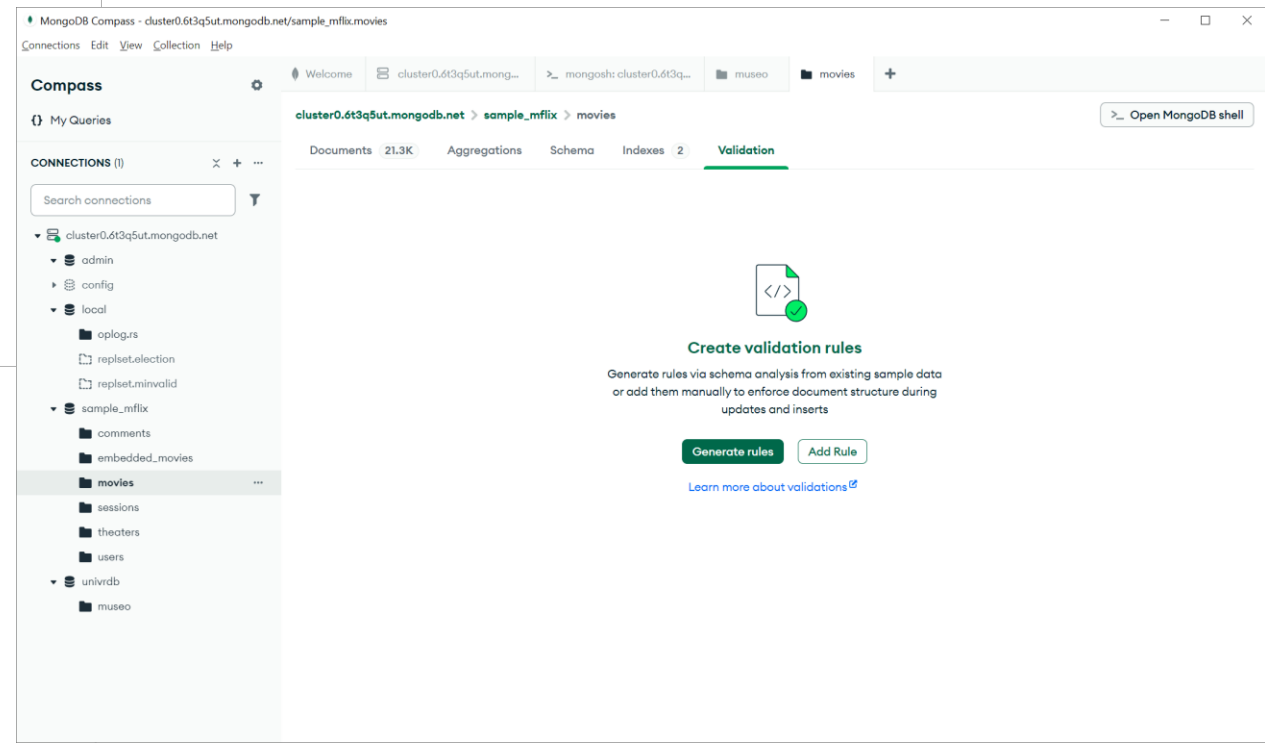 MongoDB Compass - cluster0.6t3q5ut.mongodb.net/sample_mflix.movies
Connections Edit View Collection Help
Compass
{} My Queries
CONNECTIONS (1)
Search connections
cluster0.6t3q5ut.mongodb.net
admin
config
local
oplog.rs
replset.election
replset.minvalid
sample_mflix
comments
embedded_movies
movies
sessions
theaters
users
univrdb
museo
Welcome cluster0.6t3q5ut.mong... >_ mongosh: cluster0.6t3q... museo movies +
cluster0.6t3q5ut.mongodb.net > sample_mflix > movies
>_ Open MongoDB shell
Documents 21.3K Aggregations Schema Indexes 2 Validation
</>
Create validation rules
Generate rules via schema analysis from existing sample data
or add them manually to enforce document structure during
updates and inserts
Generate rules Add Rule
Learn more about validations